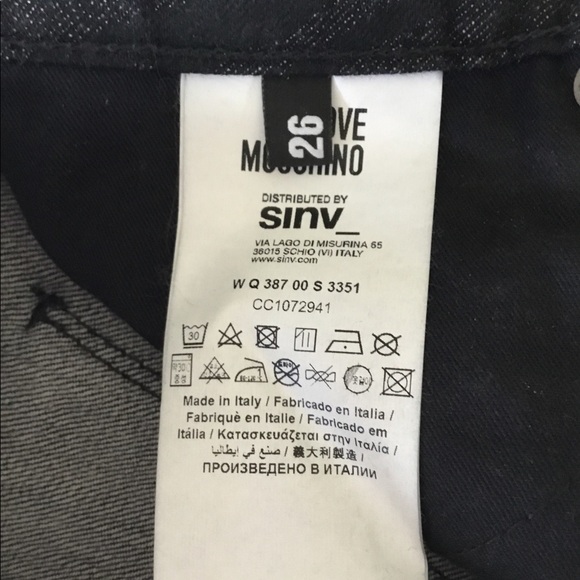 26
OVE
MOSCHINO
DISTRIBUTED BY
sinv_
VIA LAGO DI MISURINA 65
36015 SCHIO (VI) ITALY
www.sinv.com
W Q 387 00 S 3351
CC1072941
30
Made in Italy / Fabricado en Italia /
Fabriquè en Italie / Fabricado em
Itália / Κατασκευάζεται στην Ιταλία /
صنع في إيطاليا / 義大利製造 /
ПРОИЗВЕДЕНО В ИТАЛИИ